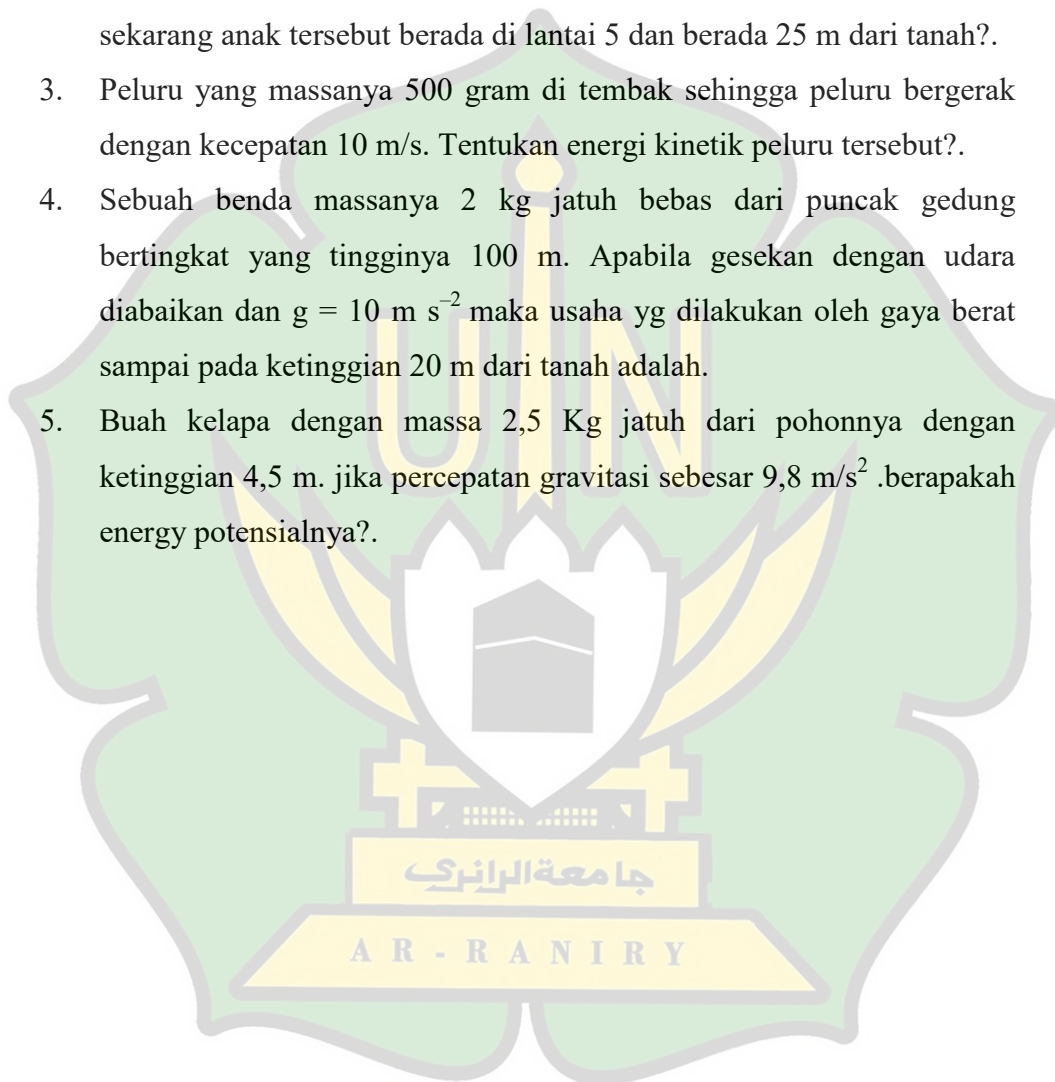 sekarang anak tersebut berada di lantai 5 dan berada 25 m dari tanah?.
3. Peluru yang massanya 500 gram di tembak sehingga peluru bergerak
dengan kecepatan 10 m/s. Tentukan energi kinetik peluru tersebut?.
4. Sebuah benda massanya 2 kg jatuh bebas dari puncak gedung
bertingkat yang tingginya 100 m. Apabila gesekan dengan udara
diabaikan dan g = 10 m s⁻² maka usaha yg dilakukan oleh gaya berat
sampai pada ketinggian 20 m dari tanah adalah.
5. Buah kelapa dengan massa 2,5 Kg jatuh dari pohonnya dengan
ketinggian 4,5 m. jika percepatan gravitasi sebesar 9,8 m/s² .berapakah
energy potensialnya?.
UIN
جامعة الرانري
AR-RANIRY